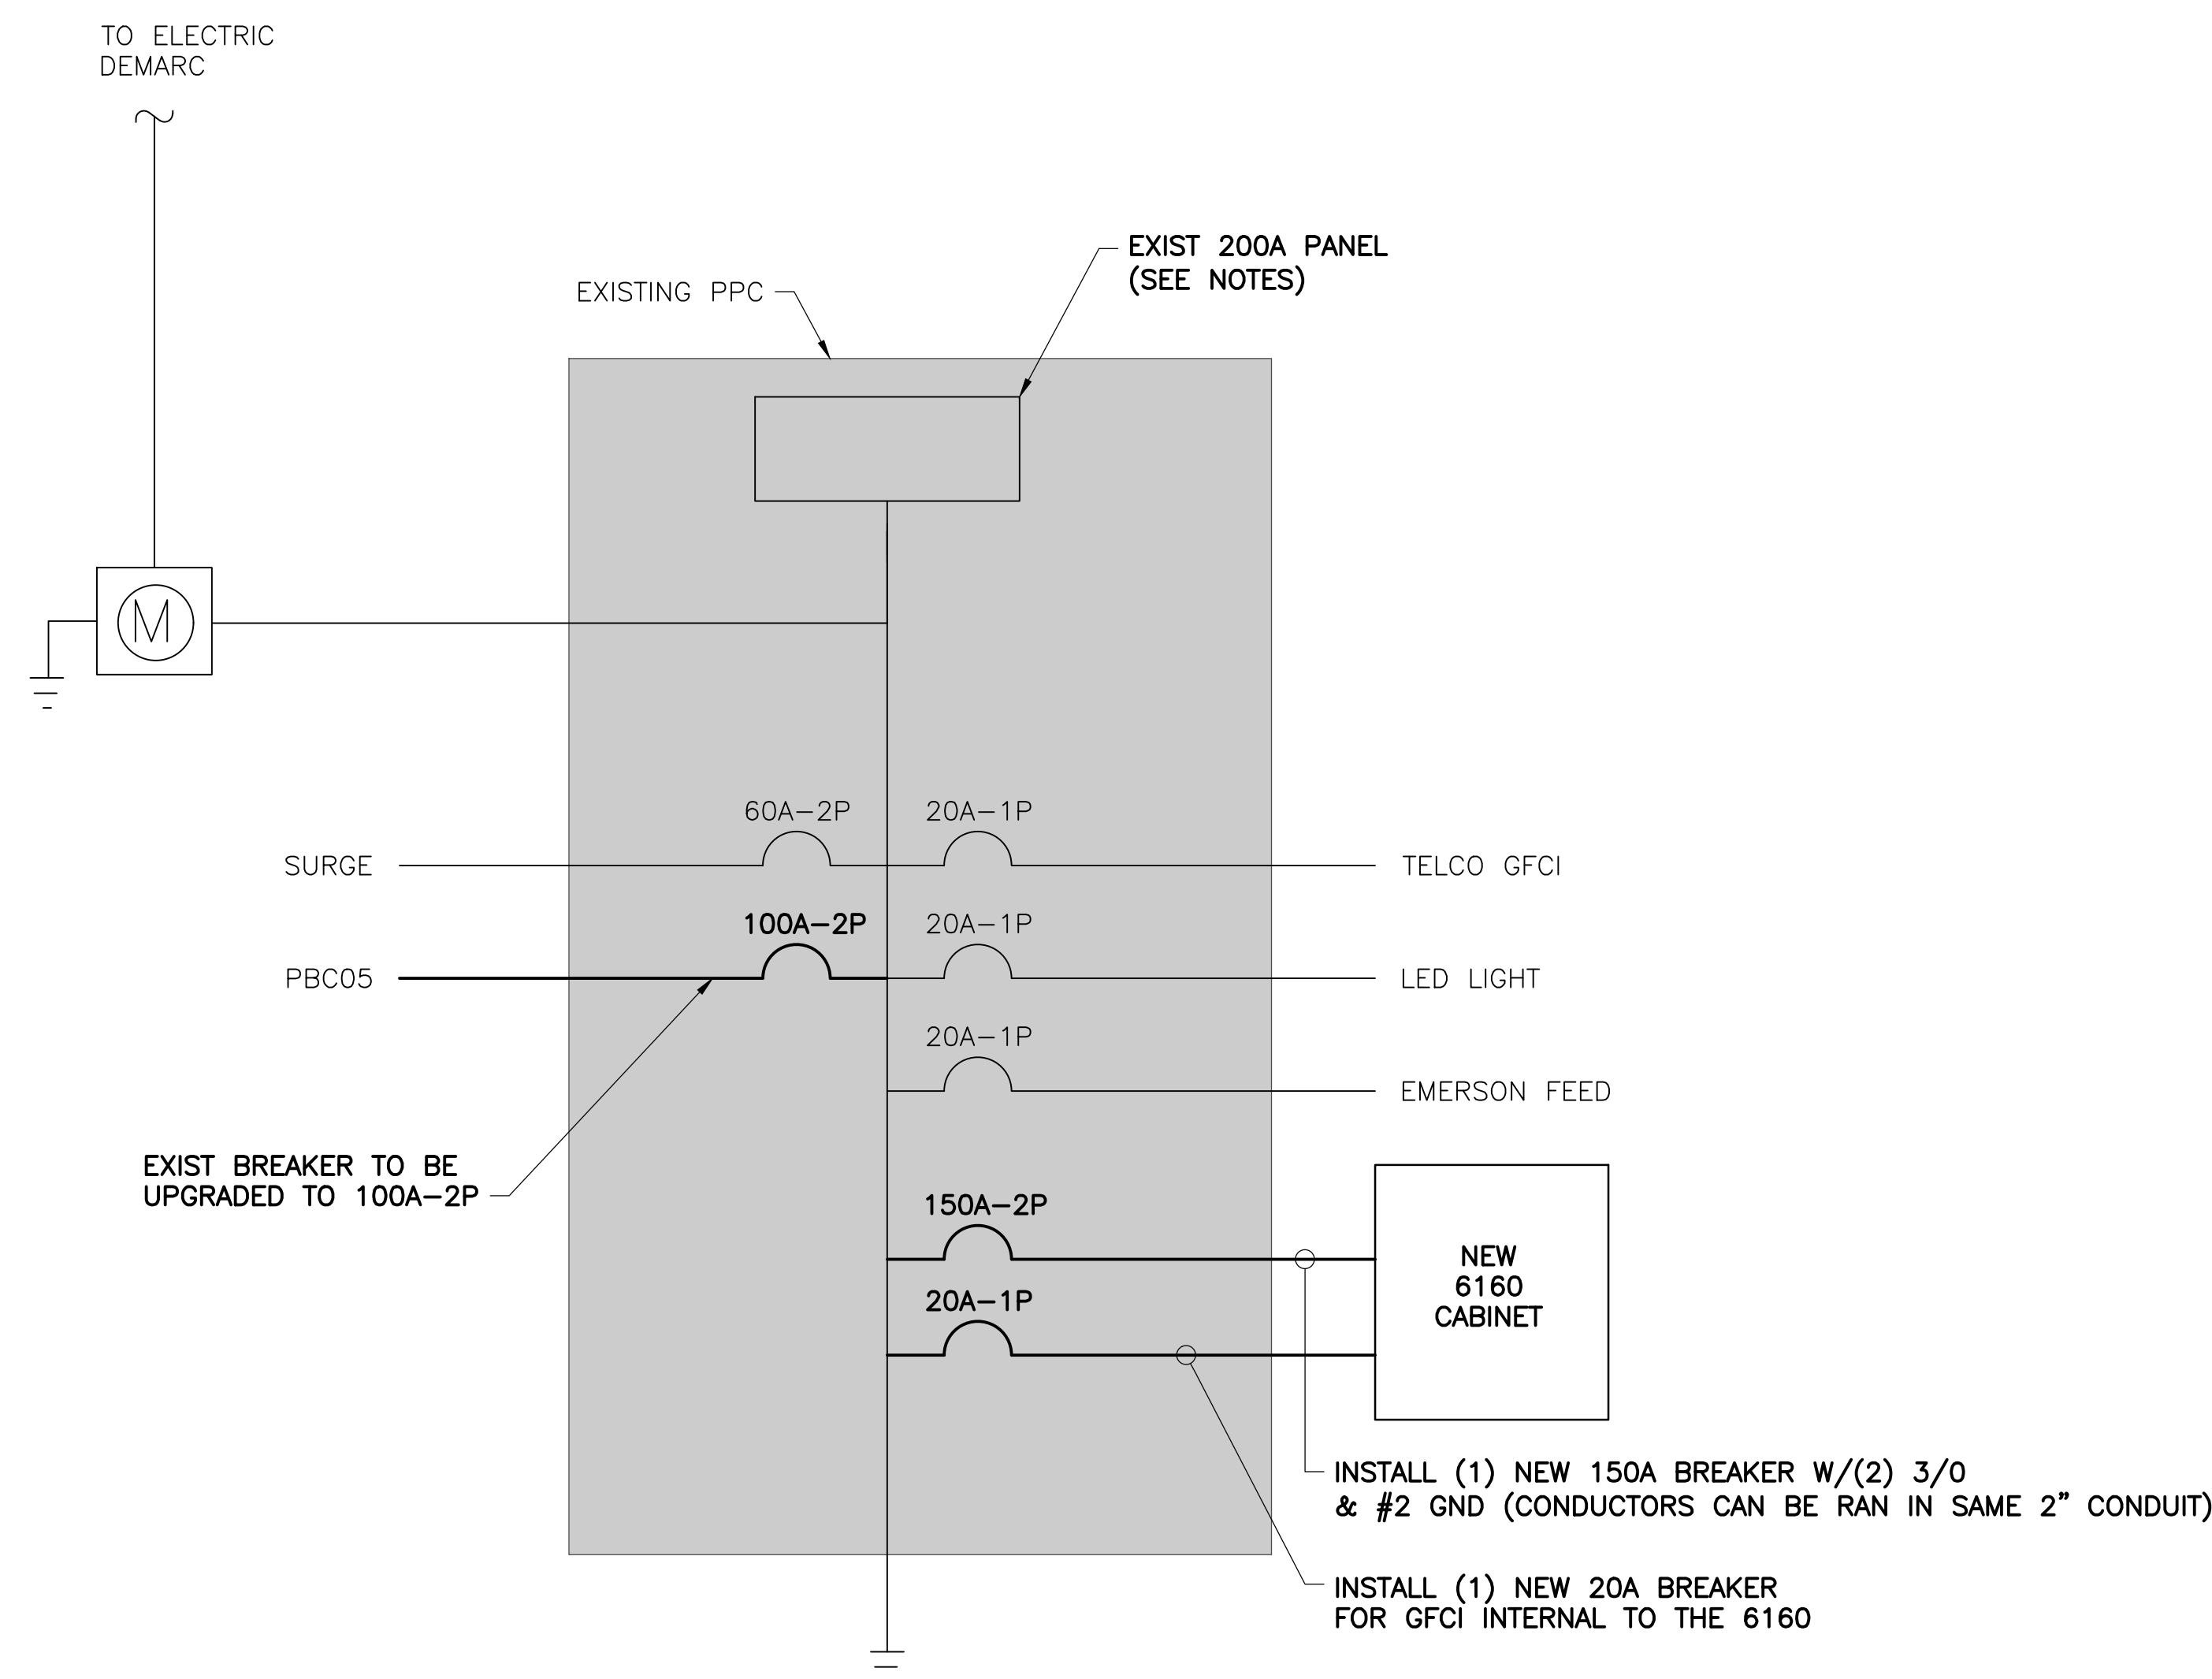 TO ELECTRIC
DEMARC
EXIST 200A PANEL
(SEE NOTES)
EXISTING PPC
M
60A-2P
20A-1P
SURGE
TELCO GFCI
100A-2P
20A-1P
PBC05
LED LIGHT
20A-1P
EMERSON FEED
EXIST BREAKER TO BE
UPGRADED TO 100A-2P
150A-2P
NEW
6160
CABINET
20A-1P
INSTALL (1) NEW 150A BREAKER W/(2) 3/0
& #2 GND (CONDUCTORS CAN BE RAN IN SAME 2" CONDUIT)
INSTALL (1) NEW 20A BREAKER
FOR GFCI INTERNAL TO THE 6160